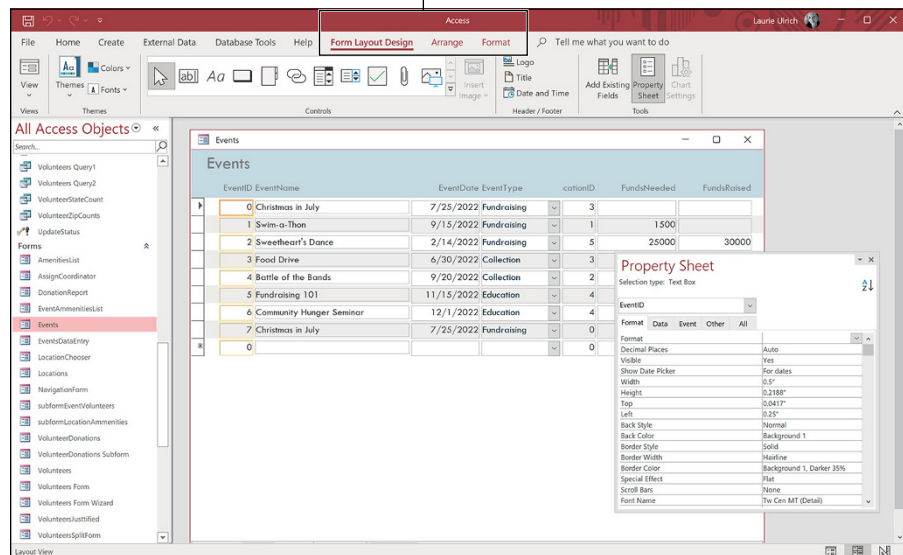 Access
Laurie Ulrich
File Home Create External Data Database Tools Help Form Layout Design Arrange Format Tell me what you want to do
View
Themes
Aa
Colors
A Fonts
ab
Aa
Insert Image
Logo
Title
Date and Time
Add Existing Fields
Property Sheet
Chart Settings
Views Themes Controls Header / Footer Tools
All Access Objects
Search...
Volunteers Query1
Volunteers Query2
VolunteerStateCount
VolunteerZipCounts
UpdateStatus
Forms
AmenitiesList
AssignCoordinator
DonationReport
EventAmmenitiesList
Events
EventsDataEntry
LocationChooser
Locations
NavigationForm
subformEventVolunteers
subformLocationAmmenities
VolunteerDonations
VolunteerDonations Subform
Volunteers
Volunteers Form
Volunteers Form Wizard
VolunteersJusttified
VolunteersSplitForm
Events
Events
EventID EventName EventDate EventType cationID FundsNeeded FundsRaised
0 Christmas in July 7/25/2022 Fundraising 3
1 Swim-a-Thon 9/15/2022 Fundraising 1 1500
2 Sweetheart's Dance 2/14/2022 Fundraising 5 25000 30000
3 Food Drive 6/30/2022 Collection 3
4 Battle of the Bands 9/20/2022 Collection 2
5 Fundraising 101 11/15/2022 Education 4
6 Community Hunger Seminar 12/1/2022 Education 4
7 Christmas in July 7/25/2022 Fundraising 0
* 0 0
Property Sheet
Selection type: Text Box
EventID
Format Data Event Other All
Format
Decimal Places Auto
Visible Yes
Show Date Picker For dates
Width 0.5"
Height 0.2188"
Top 0.0417"
Left 0.25"
Back Style Normal
Back Color Background 1
Border Style Solid
Border Width Hairline
Border Color Background 1, Darker 35%
Special Effect Flat
Scroll Bars None
Font Name Tw Cen MT (Detail)
Layout View